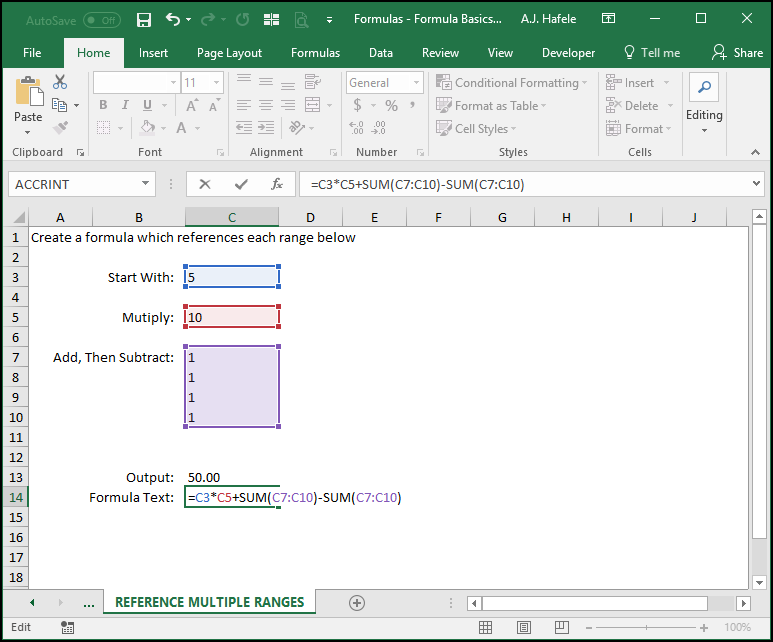 AutoSave Off Formulas - Formula Basics... A.J. Hafele
File Home Insert Page Layout Formulas Data Review View Developer Tell me Share
11 General Conditional Formatting Insert
Paste B I U A A $ % , Format as Table Delete Editing
A .00 .0 Cell Styles Format
Clipboard Font Alignment Number Styles Cells
ACCRINT fx =C3*C5+SUM(C7:C10)-SUM(C7:C10)
A B C D E F G H I J
1 Create a formula which references each range below
2
3 Start With: 5
4
5 Mutiply: 10
6
7 Add, Then Subtract: 1
8 1
9 1
10 1
11
12
13 Output: 50.00
14 Formula Text: =C3*C5+SUM(C7:C10)-SUM(C7:C10)
15
16
17
18
... REFERENCE MULTIPLE RANGES
Edit 100%